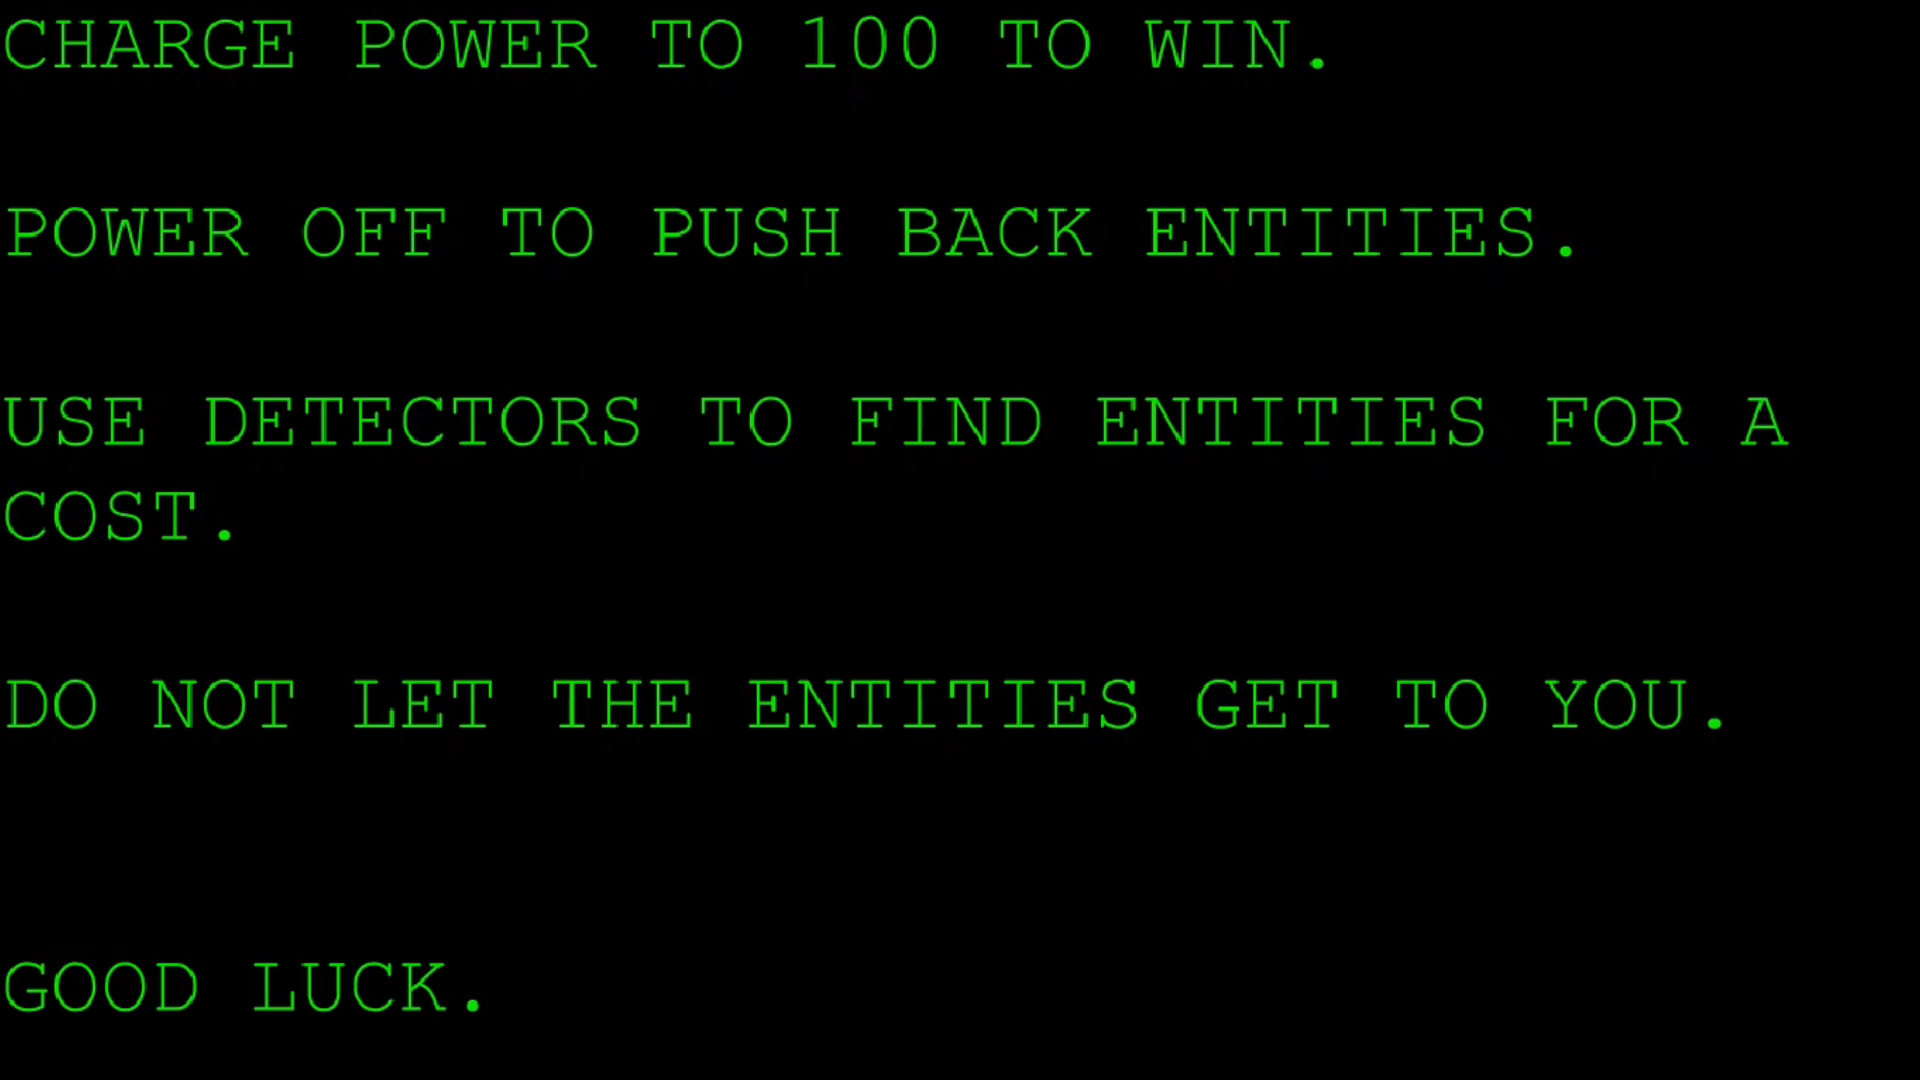 CHARGE POWER TO 100 TO WIN.
POWER OFF TO PUSH BACK ENTITIES.
USE DETECTORS TO FIND ENTITIES FOR A
COST.
DO NOT LET THE ENTITIES GET TO YOU.
GOOD LUCK.